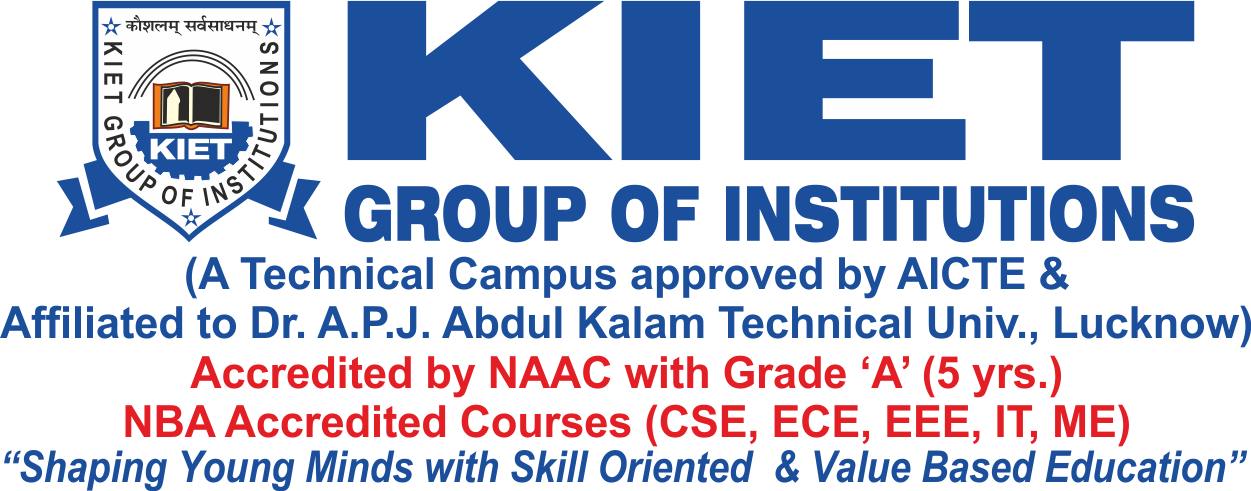 कौशलम् सर्वसाधनम्
KIET GROUP OF INSTITUTIONS
KIET
KIET
GROUP OF INSTITUTIONS
(A Technical Campus approved by AICTE &
Affiliated to Dr. A.P.J. Abdul Kalam Technical Univ., Lucknow)
Accredited by NAAC with Grade ‘A’ (5 yrs.)
NBA Accredited Courses (CSE, ECE, EEE, IT, ME)
“Shaping Young Minds with Skill Oriented & Value Based Education”